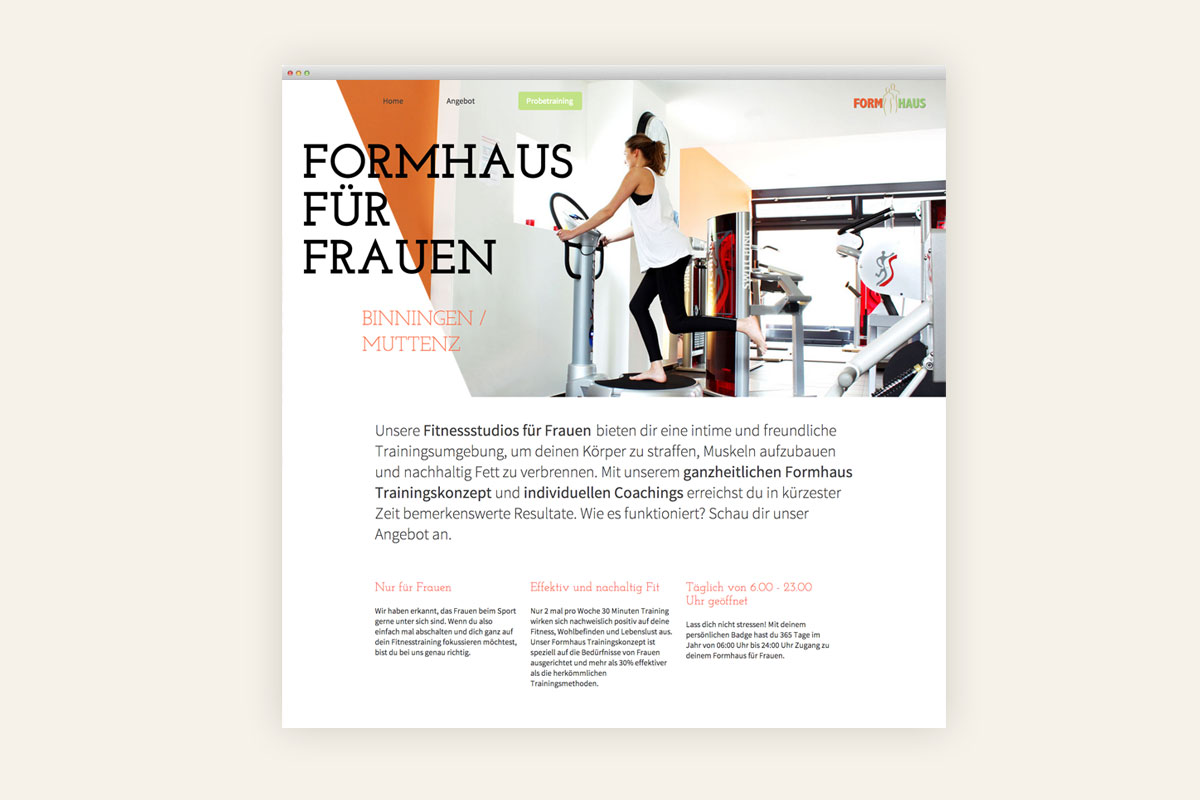 Home Angebot Probetraining FORM HAUS
FORMHAUS
FÜR
FRAUEN
BINNINGEN /
MUTTENZ
SWITCHING
Unsere Fitnessstudios für Frauen bieten dir eine intime und freundliche
Trainingsumgebung, um deinen Körper zu straffen, Muskeln aufzubauen
und nachhaltig Fett zu verbrennen. Mit unserem ganzheitlichen Formhaus
Trainingskonzept und individuellen Coachings erreichst du in kürzester
Zeit bemerkenswerte Resultate. Wie es funktioniert? Schau dir unser
Angebot an.
Nur für Frauen
Wir haben erkannt, das Frauen beim Sport
gerne unter sich sind. Wenn du also
einfach mal abschalten und dich ganz auf
dein Fitnesstraining fokussieren möchtest,
bist du bei uns genau richtig.
Effektiv und nachaltig Fit
Nur 2 mal pro Woche 30 Minuten Training
wirken sich nachweislich positiv auf deine
Fitness, Wohlbefinden und Lebenslust aus.
Unser Formhaus Trainingskonzept ist
speziell auf die Bedürfnisse von Frauen
ausgerichtet und mehr als 30% effektiver
als die herkömmlichen
Trainingsmethoden.
Täglich von 6.00 - 23.00
Uhr geöffnet
Lass dich nicht stressen! Mit deinem
persönlichen Badge hast du 365 Tage im
Jahr von 06:00 Uhr bis 24:00 Uhr Zugang zu
deinem Formhaus für Frauen.